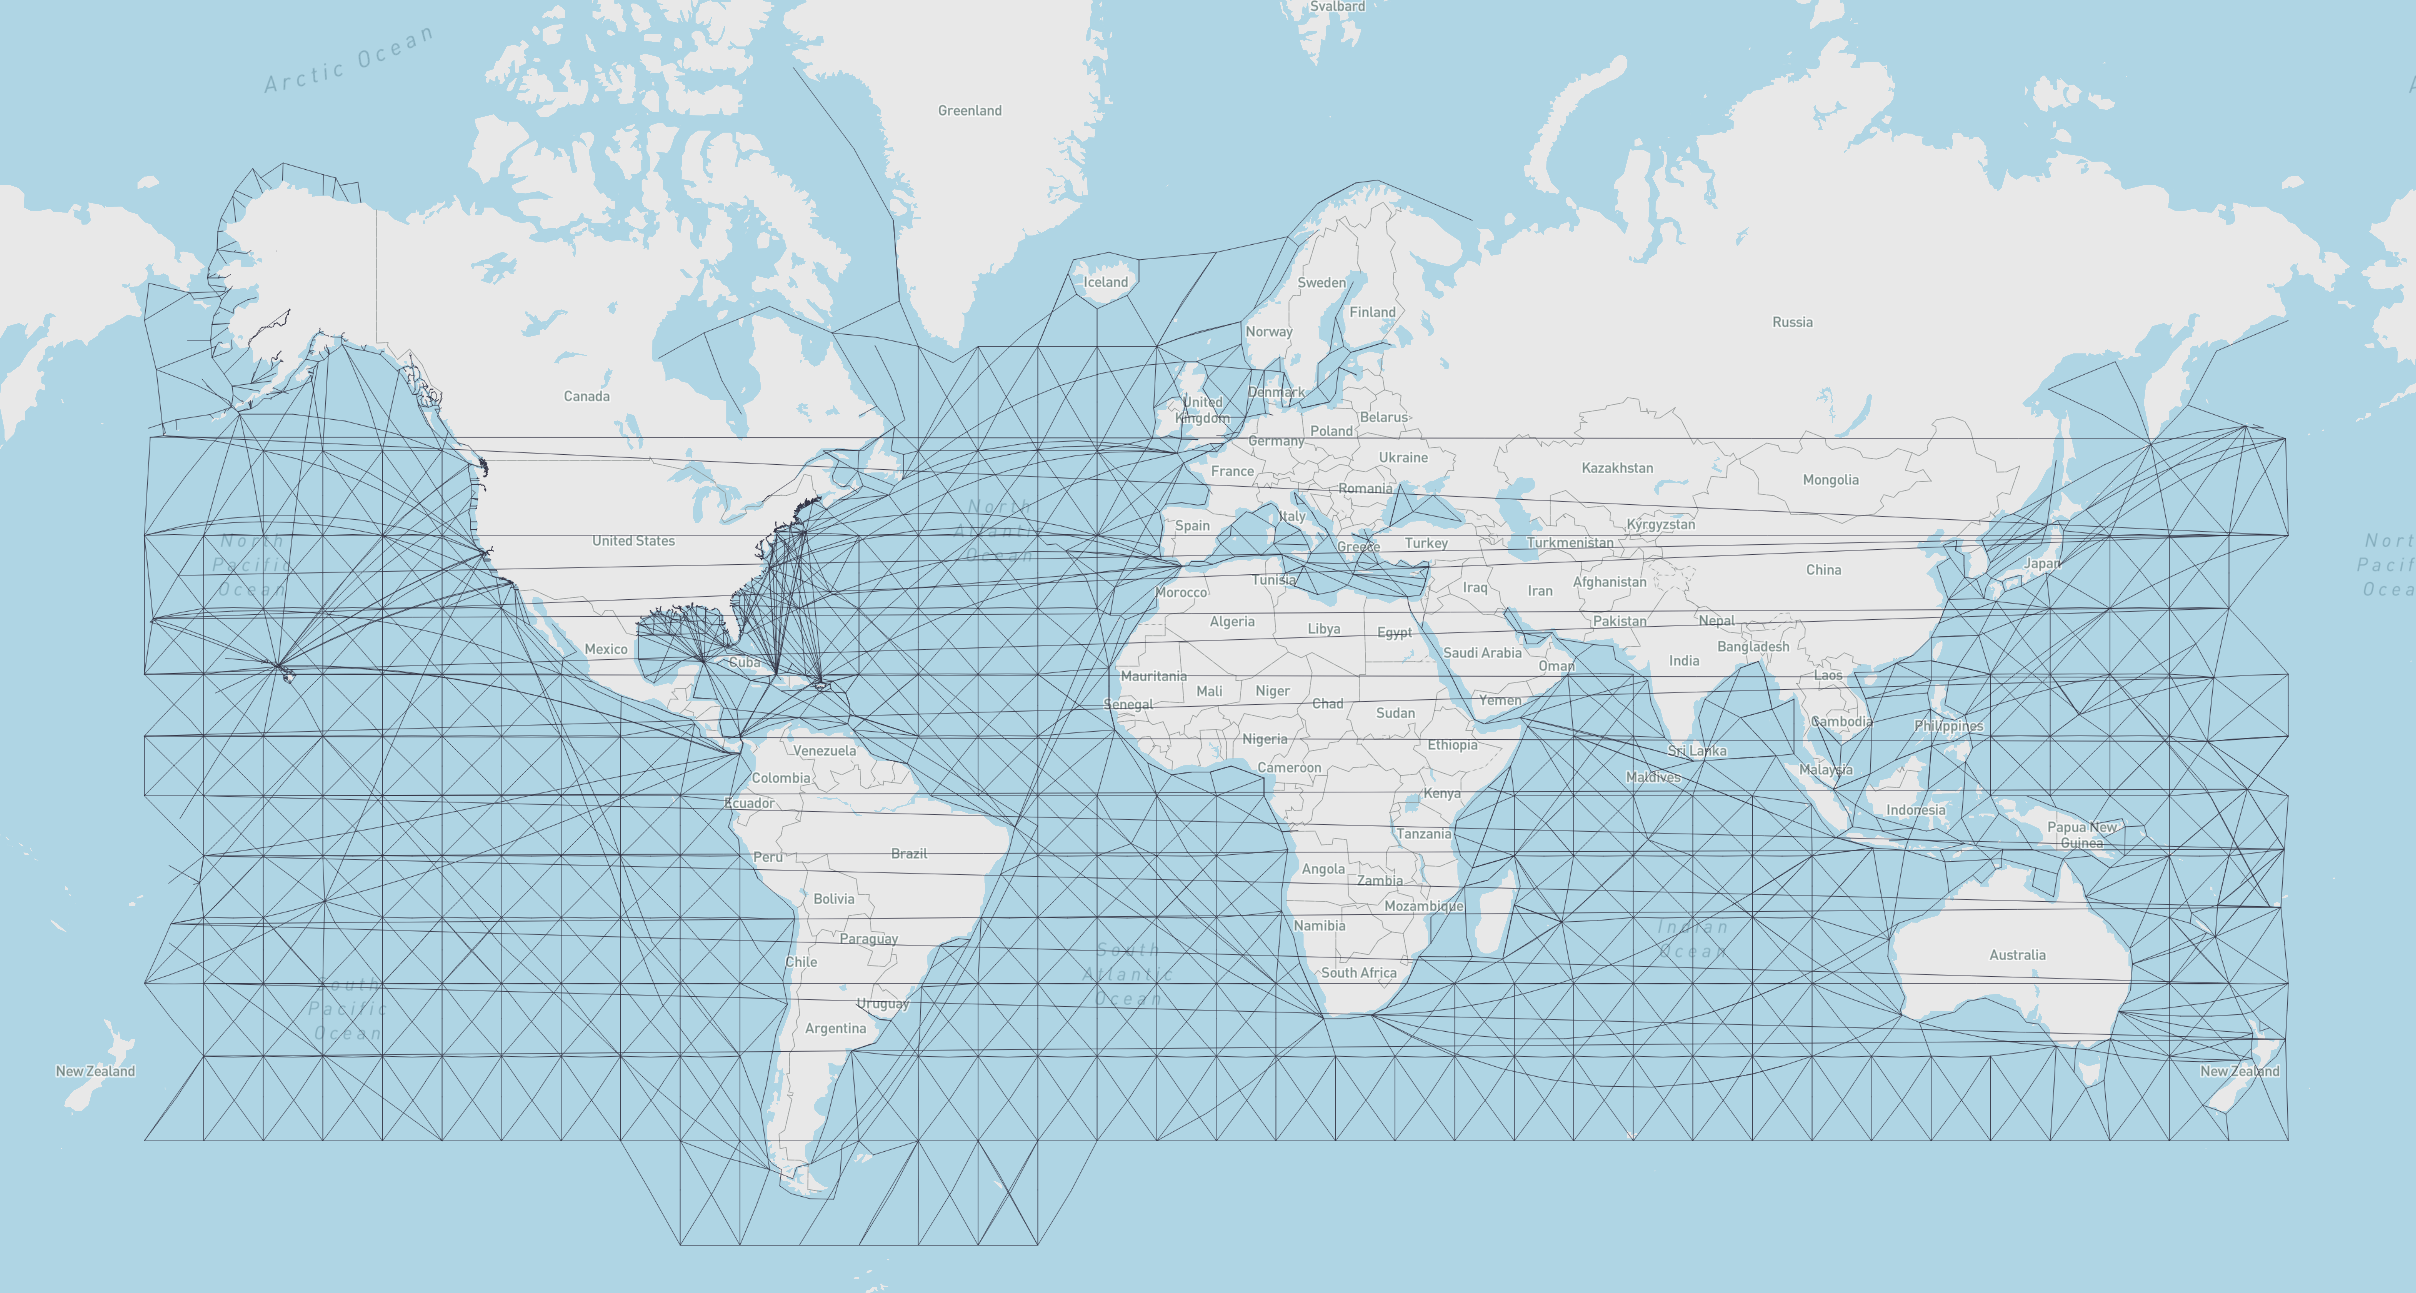 Svalbard
Arctic Ocean
Greenland
Iceland
Sweden
Finland
Norway
Russia
Canada
Denmark
United
Kingdom
Belarus
Poland
Germany
Ukraine
France
Kazakhstan
Mongolia
Romania
North
Atlantic
Ocean
Italy
Spain
Kyrgyzstan
North
Pacific
Ocean
United States
Greece
Turkey
Turkmenistan
China
Japan
Tunisia
Iraq
Iran
Afghanistan
Morocco
Algeria
Libya
Egypt
Pakistan
Nepal
Mexico
Cuba
Saudi Arabia
Oman
India
Bangladesh
Mauritania
Mali
Niger
Chad
Laos
Senegal
Sudan
Yemen
Cambodia
Philippines
Venezuela
Nigeria
Ethiopia
Sri Lanka
Colombia
Cameroon
Maldives
Malaysia
Ecuador
Kenya
Indonesia
Tanzania
Papua New
Guinea
Peru
Brazil
Angola
Zambia
Bolivia
Mozambique
Namibia
Indian
Ocean
Paraguay
Chile
South
Atlantic
Ocean
South Africa
Australia
South
Pacific
Ocean
Uruguay
Argentina
New Zealand
New Zealand